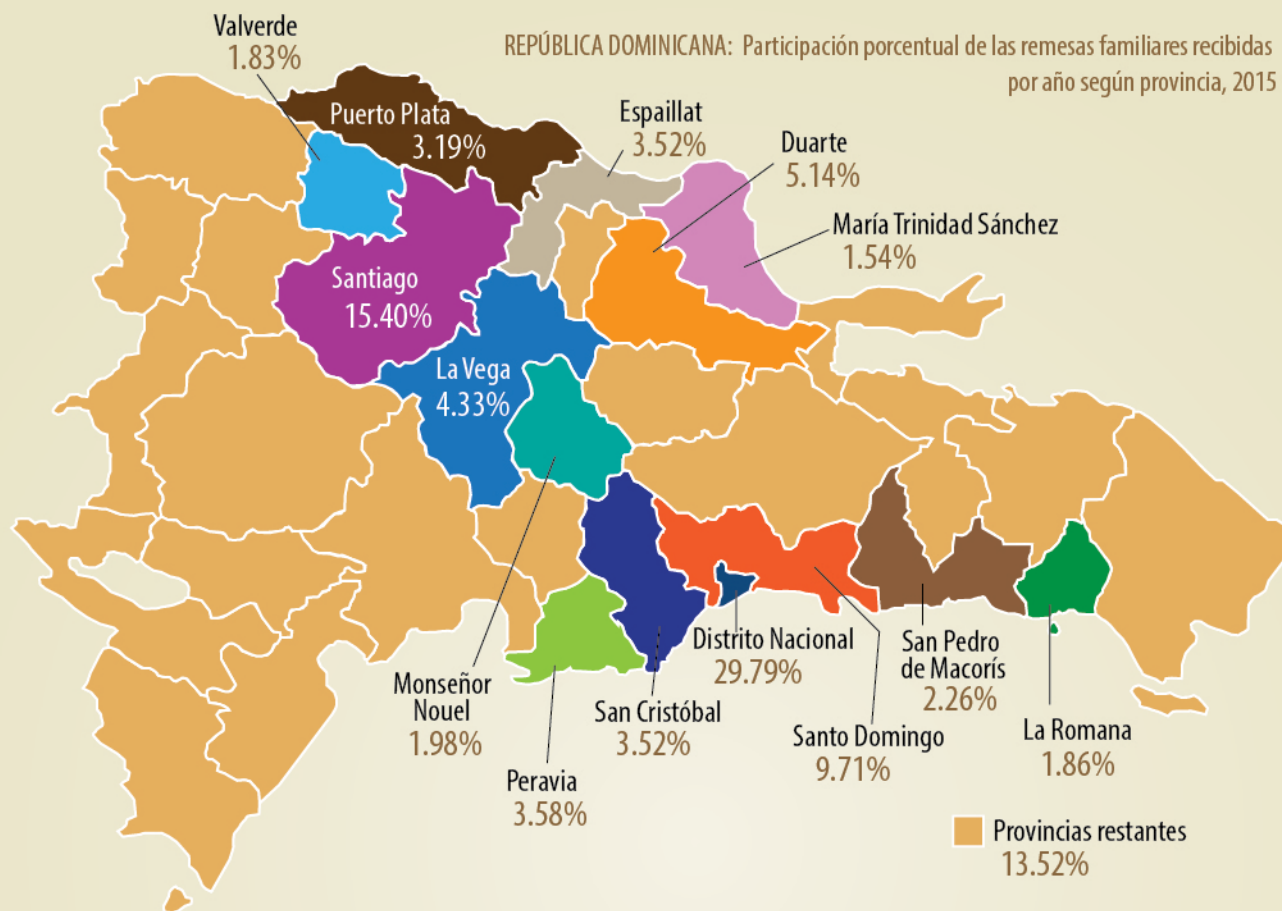 REPÚBLICA DOMINICANA: Participación porcentual de las remesas familiares recibidas
por año según provincia, 2015
Valverde
1.83%
Puerto Plata
3.19%
Espaillat
3.52%
Duarte
5.14%
María Trinidad Sánchez
1.54%
Santiago
15.40%
La Vega
4.33%
Monseñor
Nouel
1.98%
Peravia
3.58%
San Cristóbal
3.52%
Distrito Nacional
29.79%
Santo Domingo
9.71%
San Pedro
de Macorís
2.26%
La Romana
1.86%
Provincias restantes
13.52%